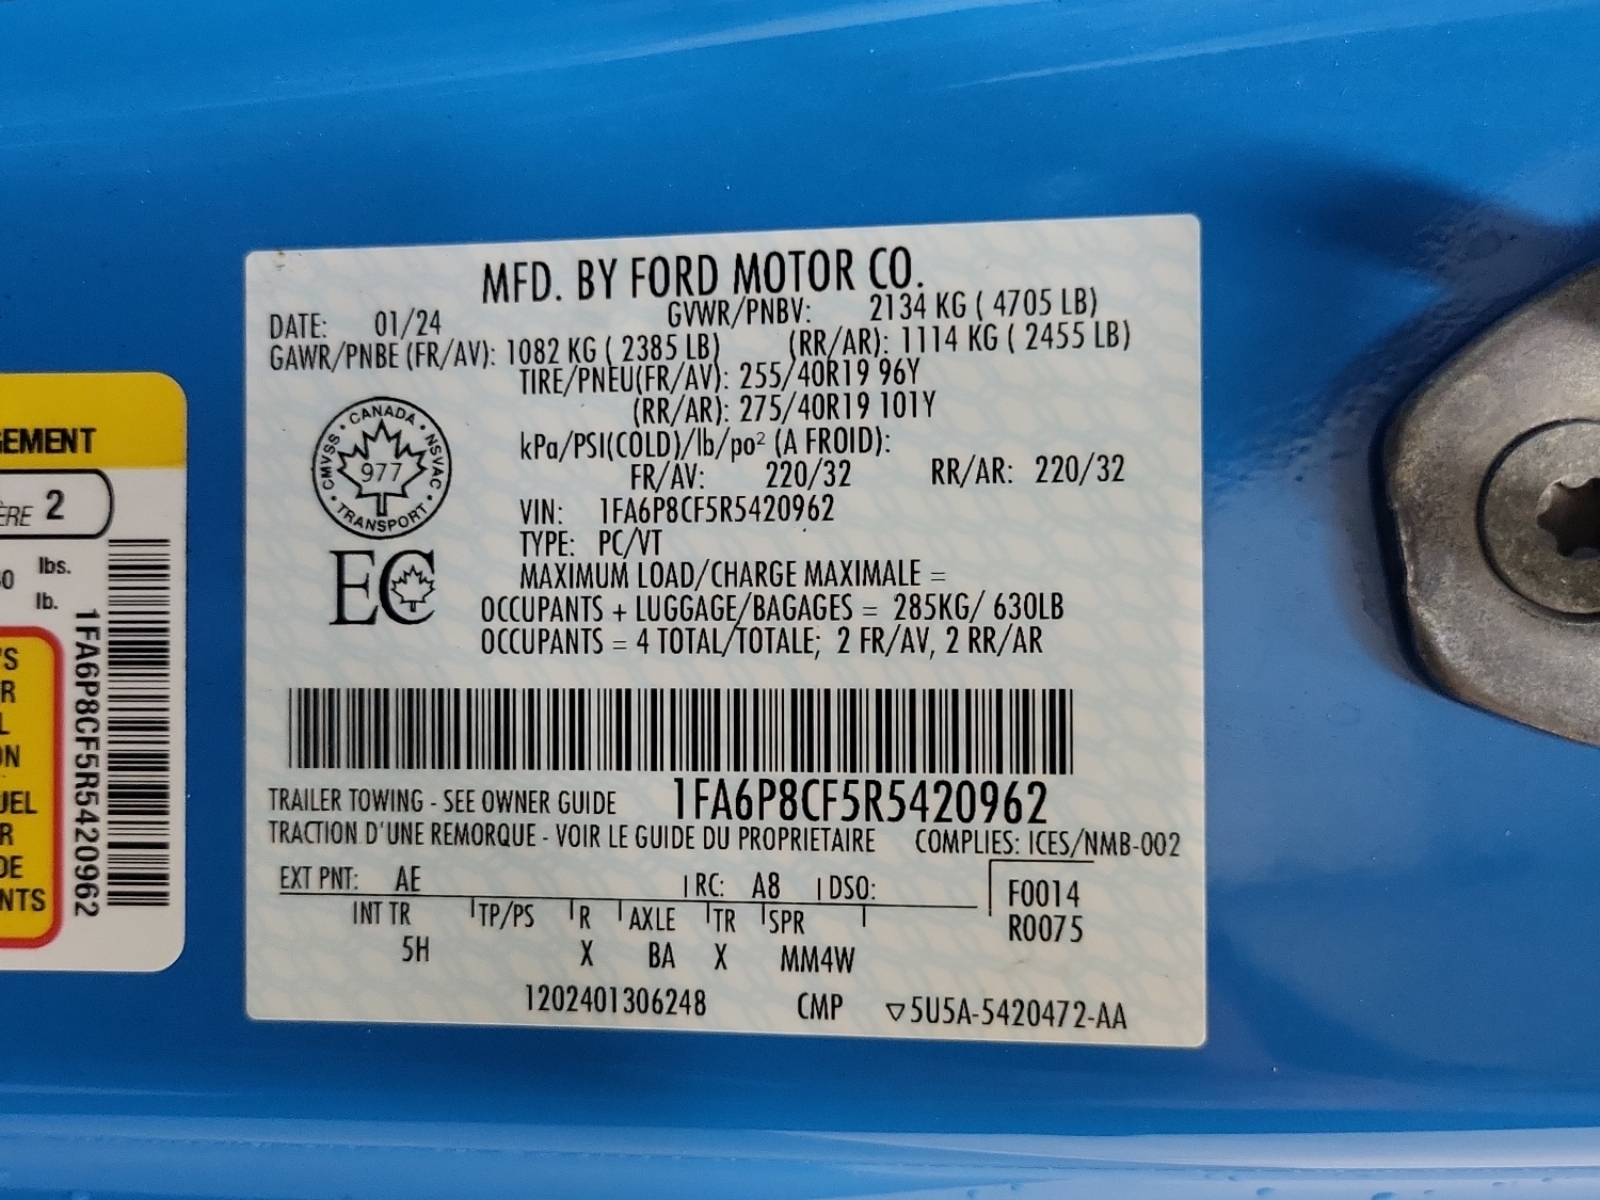 MFD. BY FORD MOTOR CO.
DATE: 01/24 GVWR/PNBV: 2134 KG ( 4705 LB)
GAWR/PNBE (FR/AV): 1082 KG ( 2385 LB) (RR/AR): 1114 KG ( 2455 LB)
TIRE/PNEU(FR/AV): 255/40R19 96Y
(RR/AR): 275/40R19 101Y
kPa/PSI(COLD)/lb/po² (A FROID):
FR/AV: 220/32 RR/AR: 220/32
VIN: 1FA6P8CF5R5420962
TYPE: PC/VT
MAXIMUM LOAD/CHARGE MAXIMALE =
OCCUPANTS + LUGGAGE/BAGAGES = 285KG/ 630LB
OCCUPANTS = 4 TOTAL/TOTALE; 2 FR/AV, 2 RR/AR
CANADA · NSVAC · TRANSPORT · CMVSS
977
EC
1FA6P8CF5R5420962
TRAILER TOWING - SEE OWNER GUIDE
TRACTION D'UNE REMORQUE - VOIR LE GUIDE DU PROPRIETAIRE COMPLIES: ICES/NMB-002
EXT PNT: AE RC: A8 DSO: F0014
INT TR TP/PS R AXLE TR SPR R0075
5H X BA X MM4W
1202401306248 CMP ▽5U5A-5420472-AA
2
lbs.
lb.
1FA6P8CF5R5420962